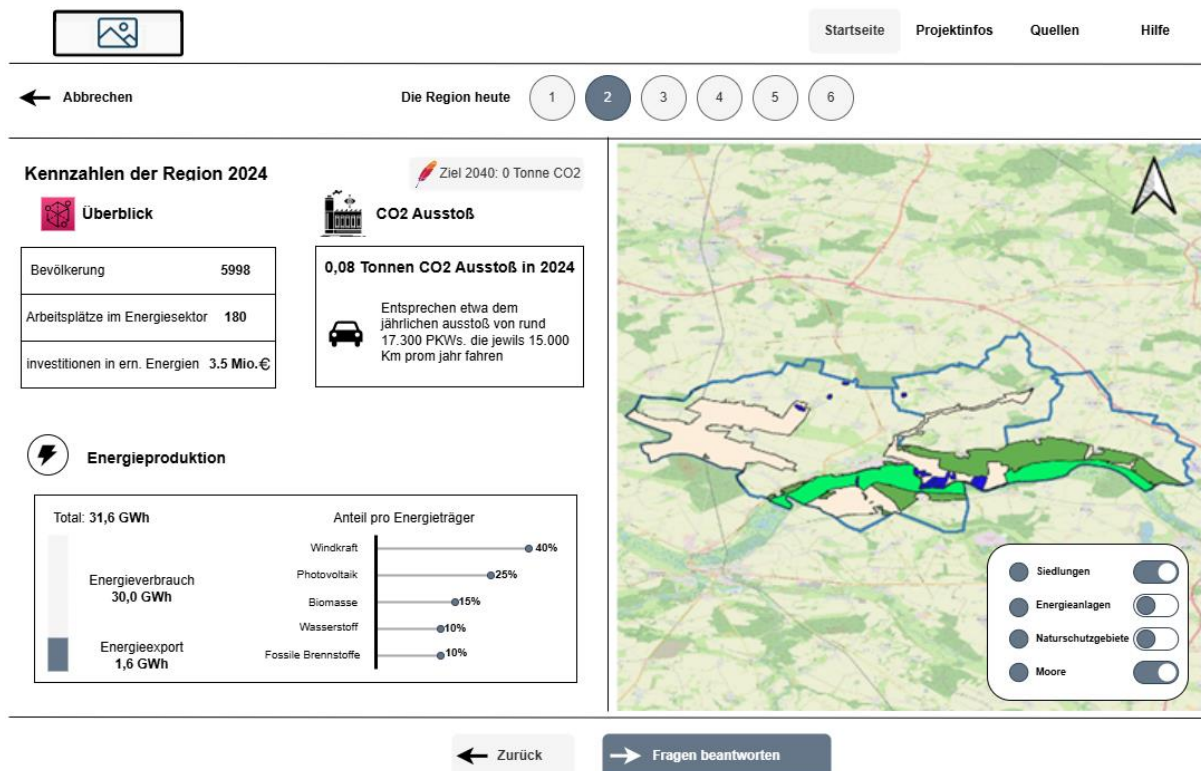 Startseite Projektinfos Quellen Hilfe
Abbrechen
Die Region heute 1 2 3 4 5 6
Kennzahlen der Region 2024
Ziel 2040: 0 Tonne CO2
Überblick
Bevölkerung 5998
Arbeitsplätze im Energiesektor 180
investitionen in ern. Energien 3.5 Mio.€
CO2 Ausstoß
0,08 Tonnen CO2 Ausstoß in 2024
Entsprechen etwa dem
jährlichen ausstoß von rund
17.300 PKWs. die jewils 15.000
Km prom jahr fahren
Energieproduktion
Total: 31,6 GWh
Energieverbrauch
30,0 GWh
Energieexport
1,6 GWh
Anteil pro Energieträger
Windkraft 40%
Photovoltaik 25%
Biomasse 15%
Wasserstoff 10%
Fossile Brennstoffe 10%
Siedlungen
Energieanlagen
Naturschutzgebiete
Moore
Zurück
Fragen beantworten